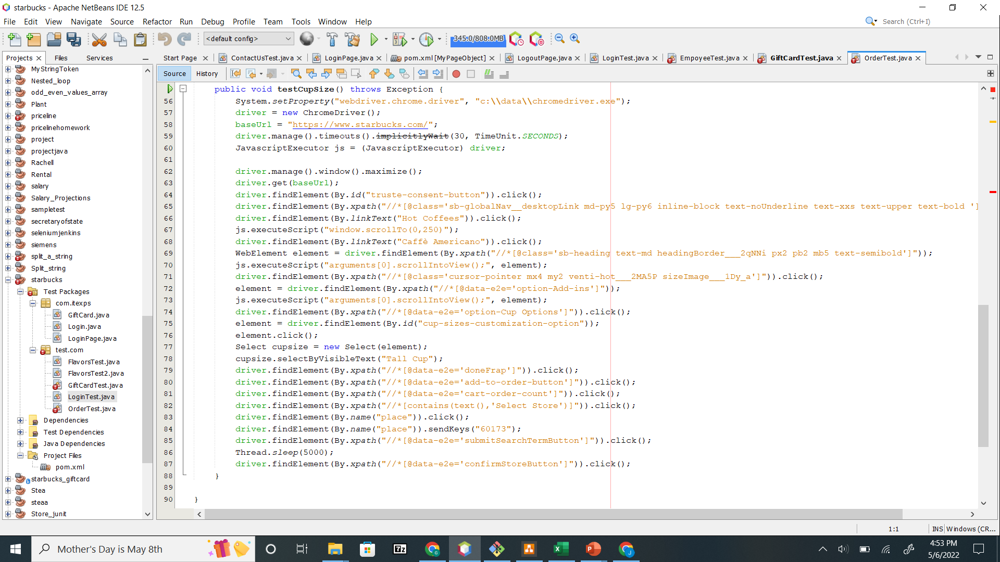 starbucks - Apache NetBeans IDE 12.5
File Edit View Navigate Source Refactor Run Debug Profile Team Tools Window Help
Search (Ctrl+I)
<default config>
345.0/808.0MB
Projects Files Services
Start Page ContactUsTest.java LoginPage.java pom.xml [MyPageObject] LogoutPage.java LoginTest.java EmpoyeeTest.java GiftCardTest.java OrderTest.java
Source History
MyStringToken
Nested_loop
odd_even_values_array
Plant
priceline
pricelinehomework
project
projectjava
Rachell
Rental
salary
Salary_Projections
sampletest
secretaryofstate
seleniumjenkins
siemens
split_a_string
Split_string
starbucks
Test Packages
com.itexps
GiftCard.java
Login.java
LoginPage.java
test.com
FlavorsTest.java
FlavorsTest2.java
GiftCardTest.java
LoginTest.java
OrderTest.java
Dependencies
Test Dependencies
Java Dependencies
Project Files
pom.xml
starbucks_giftcard
Stea
steaa
Store_junit
public void testCupSize() throws Exception {
56 System.setProperty("webdriver.chrome.driver", "c:\\data\\chromedriver.exe");
57 driver = new ChromeDriver();
58 baseUrl = "https://www.starbucks.com/";
59 driver.manage().timeouts().implicitlyWait(30, TimeUnit.SECONDS);
60 JavascriptExecutor js = (JavascriptExecutor) driver;
61
62 driver.manage().window().maximize();
63 driver.get(baseUrl);
64 driver.findElement(By.id("truste-consent-button")).click();
65 driver.findElement(By.xpath("//*[@class='sb-globalNav__desktopLink md-py5 lg-py6 inline-block text-noUnderline text-xxs text-upper text-bold ']
66 driver.findElement(By.linkText("Hot Coffees")).click();
67 js.executeScript("window.scrollTo(0,250)");
68 driver.findElement(By.linkText("Caffè Americano")).click();
69 WebElement element = driver.findElement(By.xpath("//*[@class='sb-heading text-md headingBorder___2qNNi px2 pb2 mb5 text-semibold']"));
70 js.executeScript("arguments[0].scrollIntoView();", element);
71 driver.findElement(By.xpath("//*[@class='cursor-pointer mx4 my2 venti-hot___2MA5P sizeImage___1Dy_a']")).click();
72 element = driver.findElement(By.xpath("//*[@data-e2e='option-Add-ins']"));
73 js.executeScript("arguments[0].scrollIntoView();", element);
74 driver.findElement(By.xpath("//*[@data-e2e='option-Cup Options']")).click();
75 element = driver.findElement(By.id("cup-sizes-customization-option"));
76 element.click();
77 Select cupsize = new Select(element);
78 cupsize.selectByVisibleText("Tall Cup");
79 driver.findElement(By.xpath("//*[@data-e2e='doneFrap']")).click();
80 driver.findElement(By.xpath("//*[@data-e2e='add-to-order-button']")).click();
81 driver.findElement(By.xpath("//*[@data-e2e='cart-order-count']")).click();
82 driver.findElement(By.xpath("//*[contains(text(),'Select Store')]")).click();
83 driver.findElement(By.name("place")).click();
84 driver.findElement(By.name("place")).sendKeys("60173");
85 driver.findElement(By.xpath("//*[@data-e2e='submitSearchTermButton']")).click();
86 Thread.sleep(5000);
87 driver.findElement(By.xpath("//*[@data-e2e='confirmStoreButton']")).click();
88 }
89
90 }
1:1 INS Windows (CR...
Mother's Day is May 8th
4:53 PM
5/6/2022